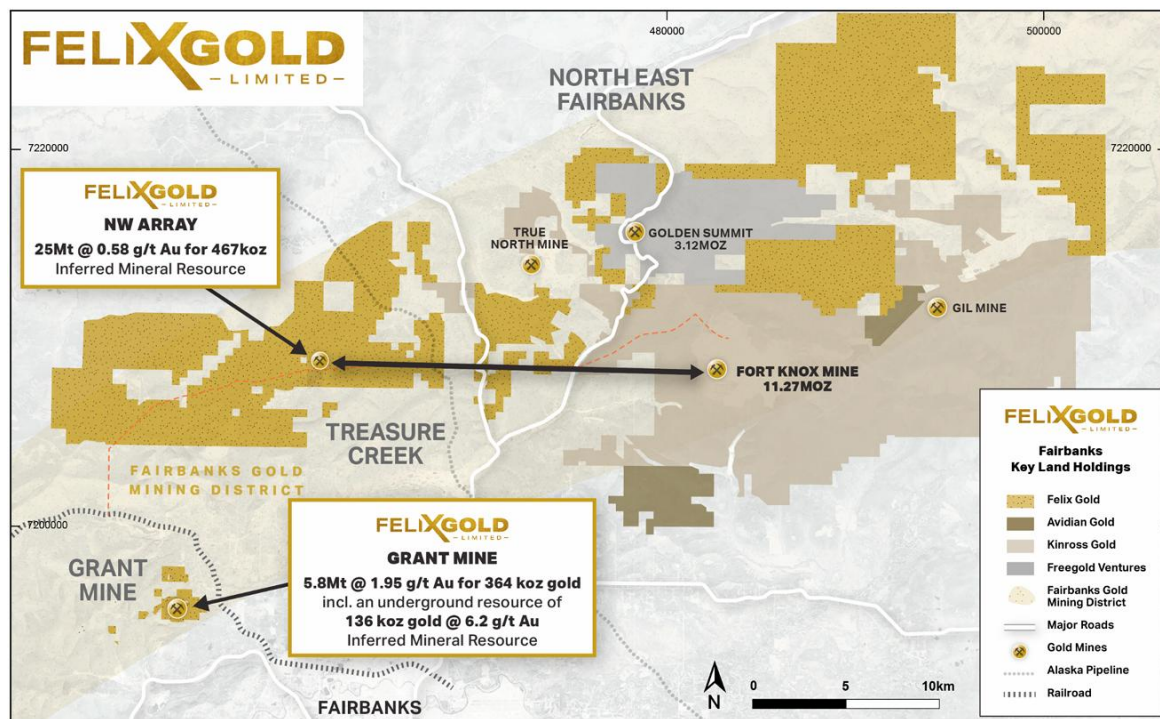 FELIXGOLD
LIMITED
480000
500000
NORTH EAST
FAIRBANKS
7220000
7220000
FELIXGOLD
LIMITED
NW ARRAY
25Mt @ 0.58 g/t Au for 467koz
Inferred Mineral Resource
TRUE
NORTH MINE
GOLDEN SUMMIT
3.12MOZ
GIL MINE
FORT KNOX MINE
11.27MOZ
TREASURE
CREEK
FAIRBANKS GOLD
MINING DISTRICT
7200000
GRANT
MINE
FELIXGOLD
LIMITED
GRANT MINE
5.8Mt @ 1.95 g/t Au for 364 koz gold
incl. an underground resource of
136 koz gold @ 6.2 g/t Au
Inferred Mineral Resource
FAIRBANKS
N
0 5 10km
FELIXGOLD
LIMITED
Fairbanks
Key Land Holdings
Felix Gold
Avidian Gold
Kinross Gold
Freegold Ventures
Fairbanks Gold
Mining District
Major Roads
Gold Mines
Alaska Pipeline
Railroad